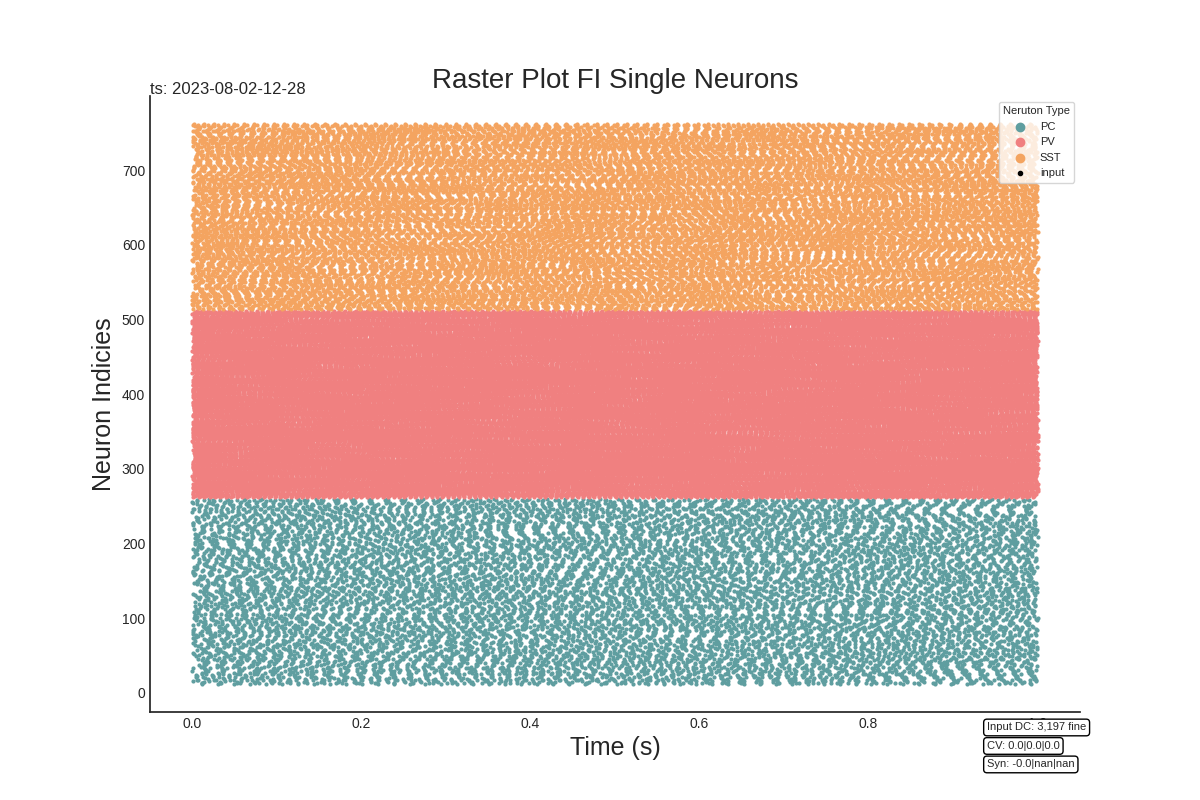 Raster Plot FI Single Neurons
ts: 2023-08-02-12-28
Neruton Type
PC
PV
SST
input
Neuron Indicies
700
600
500
400
300
200
100
0
0.0 0.2 0.4 0.6 0.8
Time (s)
Input DC: 3,197 fine
CV: 0.0|0.0|0.0
Syn: -0.0|nan|nan